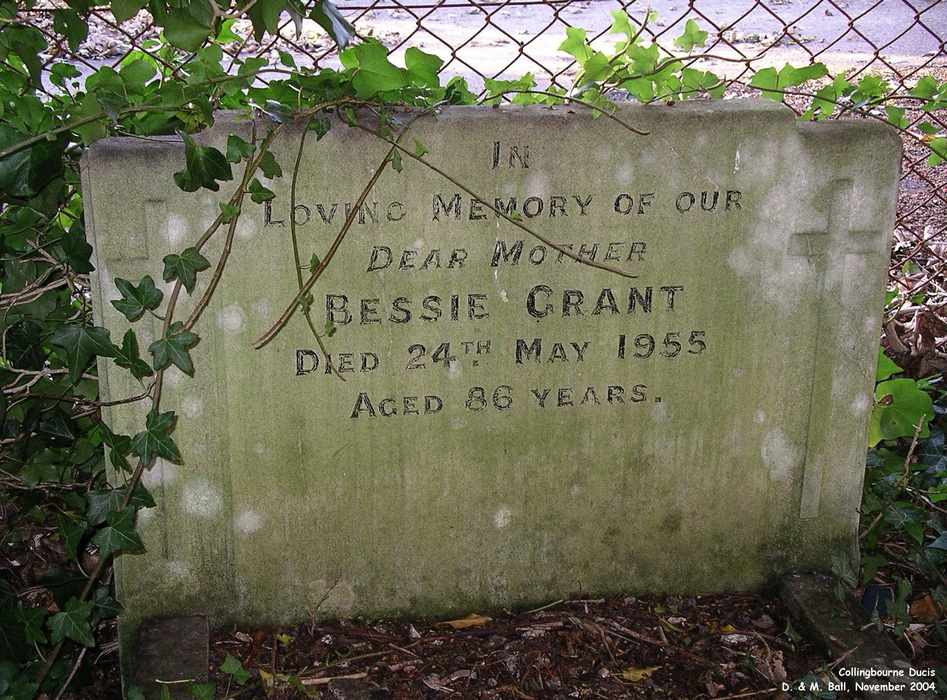 IN
LOVING MEMORY OF OUR
DEAR MOTHER
BESSIE GRANT
DIED 24TH MAY 1955
AGED 86 YEARS.
Collingbourne Ducis
D. & M. Ball, November 2004